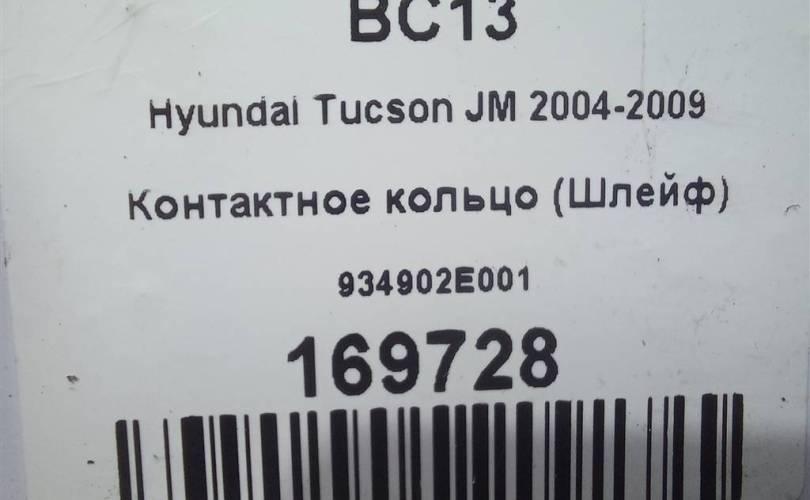 BC13
Hyundai Tucson JM 2004-2009
Контактное кольцо (Шлейф)
934902E001
169728